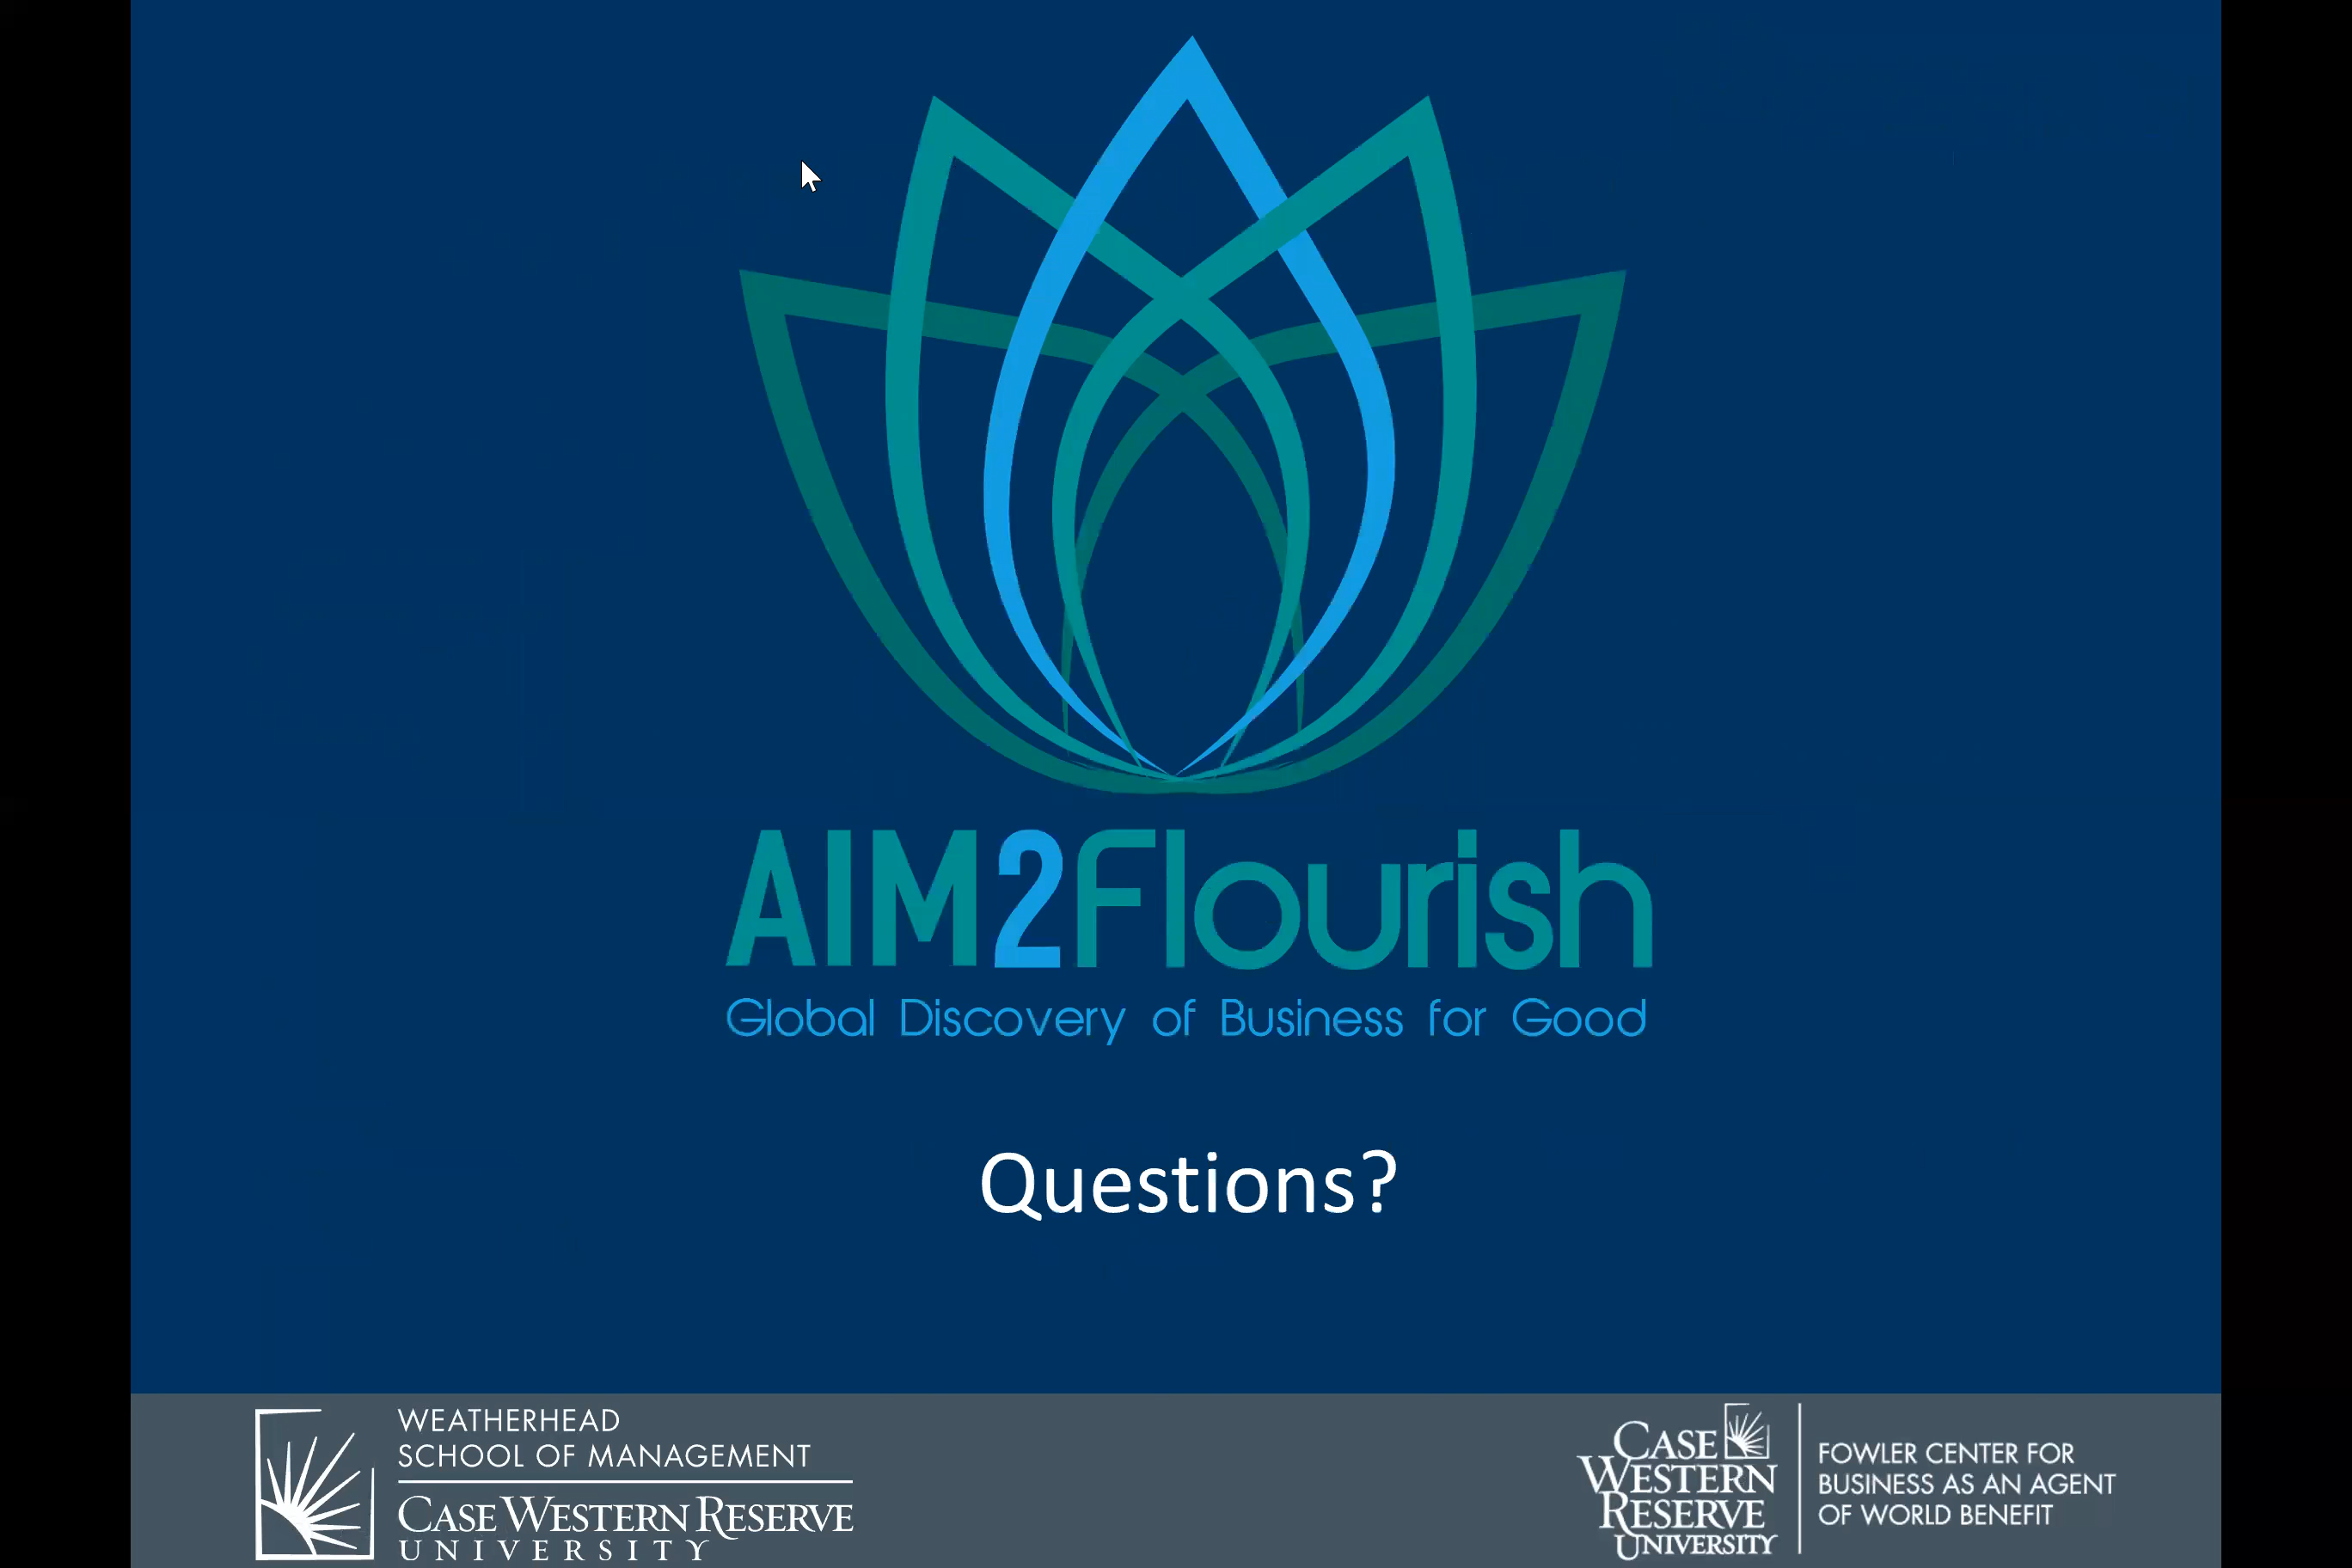 AIM2Flourish
Global Discovery of Business for Good
Questions?
WEATHERHEAD
SCHOOL OF MANAGEMENT
CASE WESTERN RESERVE
UNIVERSITY
CASE
WESTERN
RESERVE
UNIVERSITY
FOWLER CENTER FOR
BUSINESS AS AN AGENT
OF WORLD BENEFIT